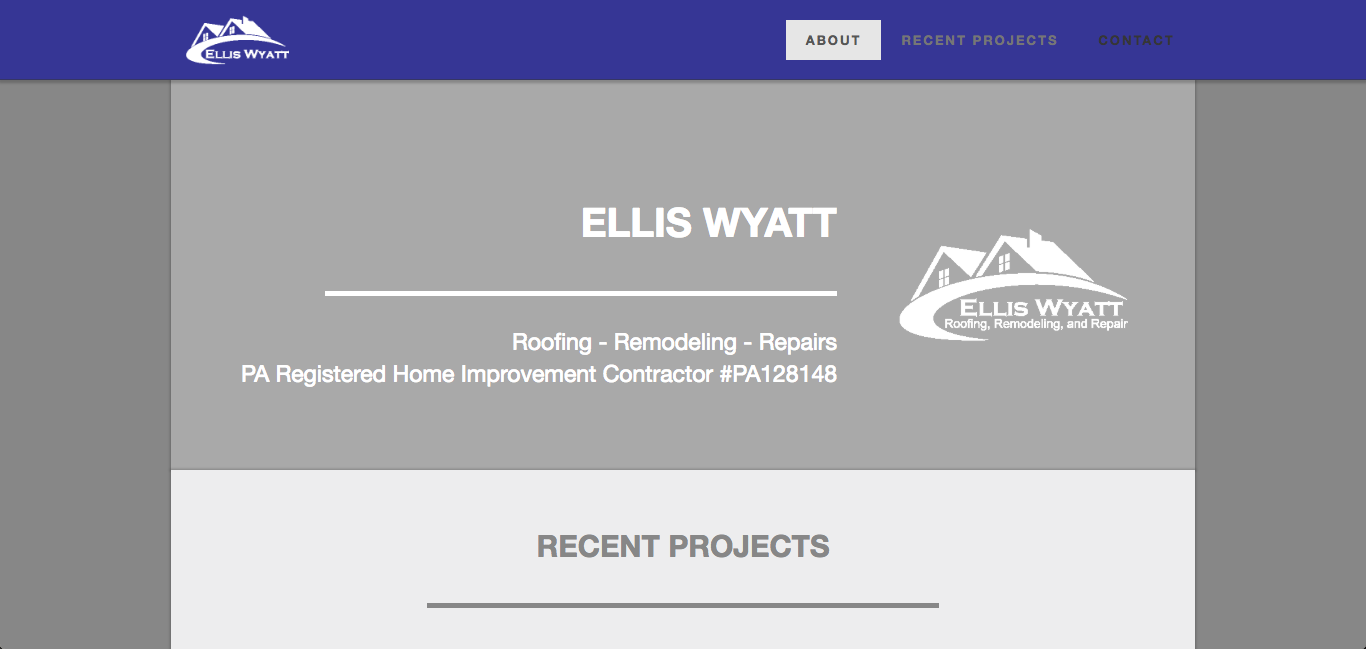 ELLIS WYATT
ABOUT
RECENT PROJECTS
CONTACT
ELLIS WYATT
Roofing - Remodeling - Repairs
PA Registered Home Improvement Contractor #PA128148
ELLIS WYATT
Roofing, Remodeling, and Repair
RECENT PROJECTS